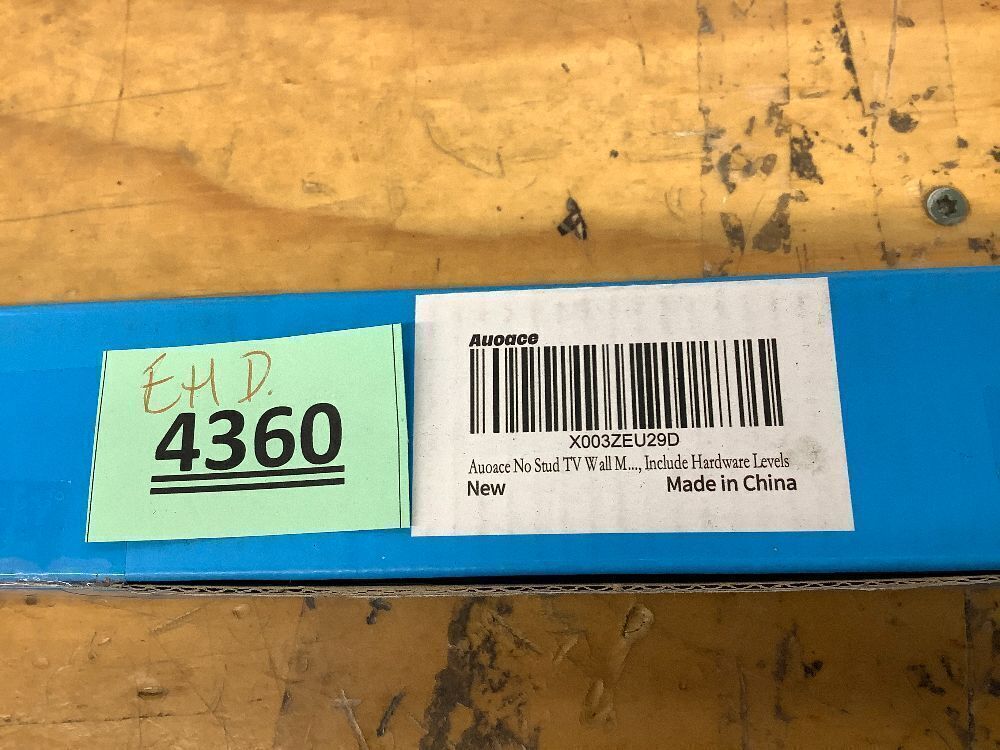 EHD.
4360
Auoace
X003ZEU29D
Auoace No Stud TV Wall M..., Include Hardware Levels
New Made in China